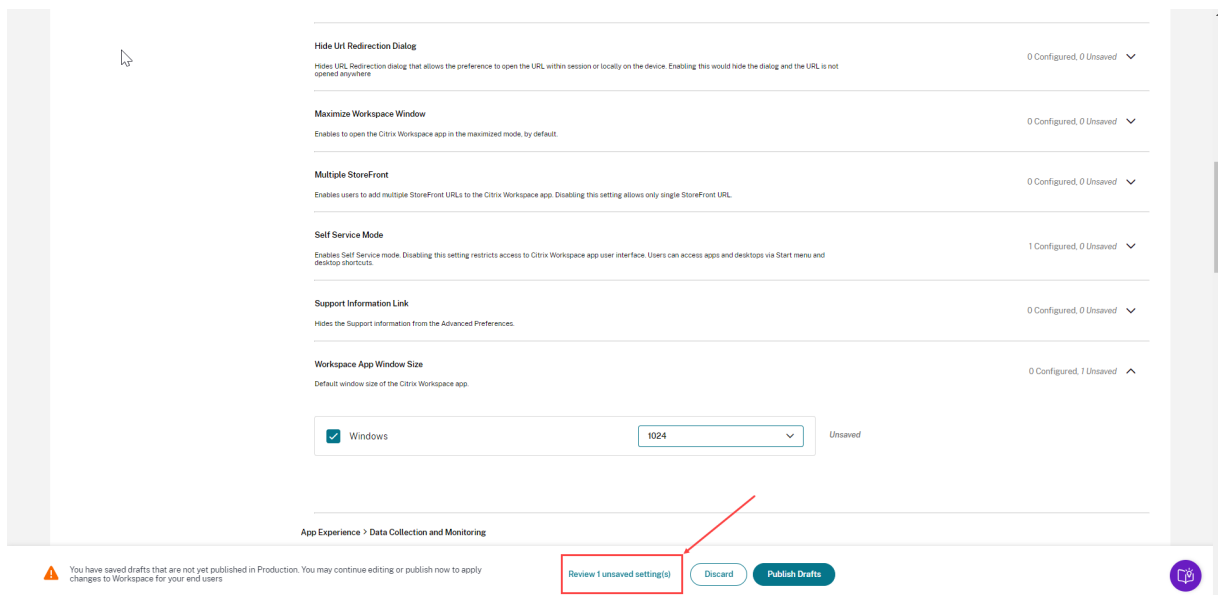 Hide Url Redirection Dialog
Hides URL Redirection dialog that allows the preference to open the URL within session or locally on the device. Enabling this would hide the dialog and the URL is not
opened anywhere
0 Configured, 0 Unsaved
Maximize Workspace Window
Enables to open the Citrix Workspace app in the maximized mode, by default.
0 Configured, 0 Unsaved
Multiple StoreFront
Enables users to add multiple StoreFront URLs to the Citrix Workspace app. Disabling this setting allows only single StoreFront URL.
0 Configured, 0 Unsaved
Self Service Mode
Enables Self Service mode. Disabling this setting restricts access to Citrix Workspace app user interface. Users can access apps and desktops via Start menu and
desktop shortcuts.
1 Configured, 0 Unsaved
Support Information Link
Hides the Support information from the Advanced Preferences.
0 Configured, 0 Unsaved
Workspace App Window Size
Default window size of the Citrix Workspace app.
0 Configured, 1 Unsaved
Windows
1024
Unsaved
App Experience > Data Collection and Monitoring
You have saved drafts that are not yet published in Production. You may continue editing or publish now to apply
changes to Workspace for your end users
Review 1 unsaved setting(s)
Discard
Publish Drafts